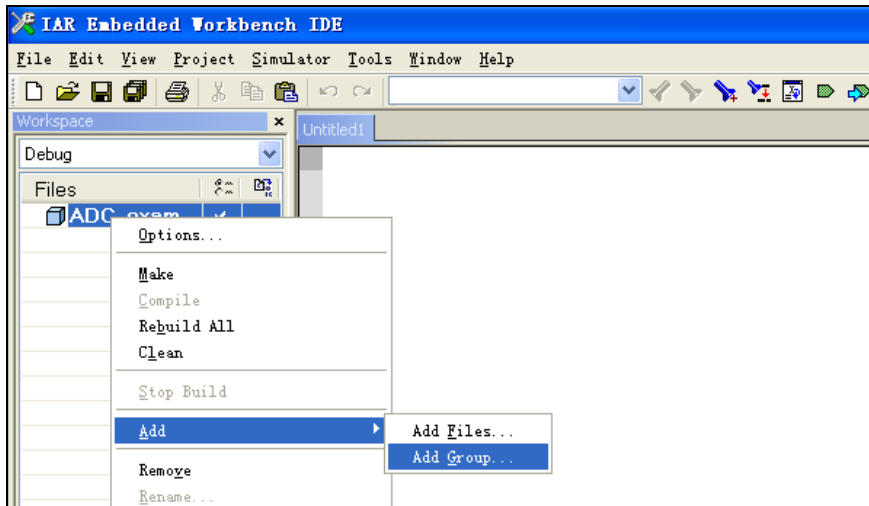 IAR Embedded Workbench IDE
File Edit View Project Simulator Tools Window Help
Workspace
Untitled1
Debug
Files
ADC_exam
Options...
Make
Compile
Rebuild All
Clean
Stop Build
Add
Add Files...
Add Group...
Remove
Rename...